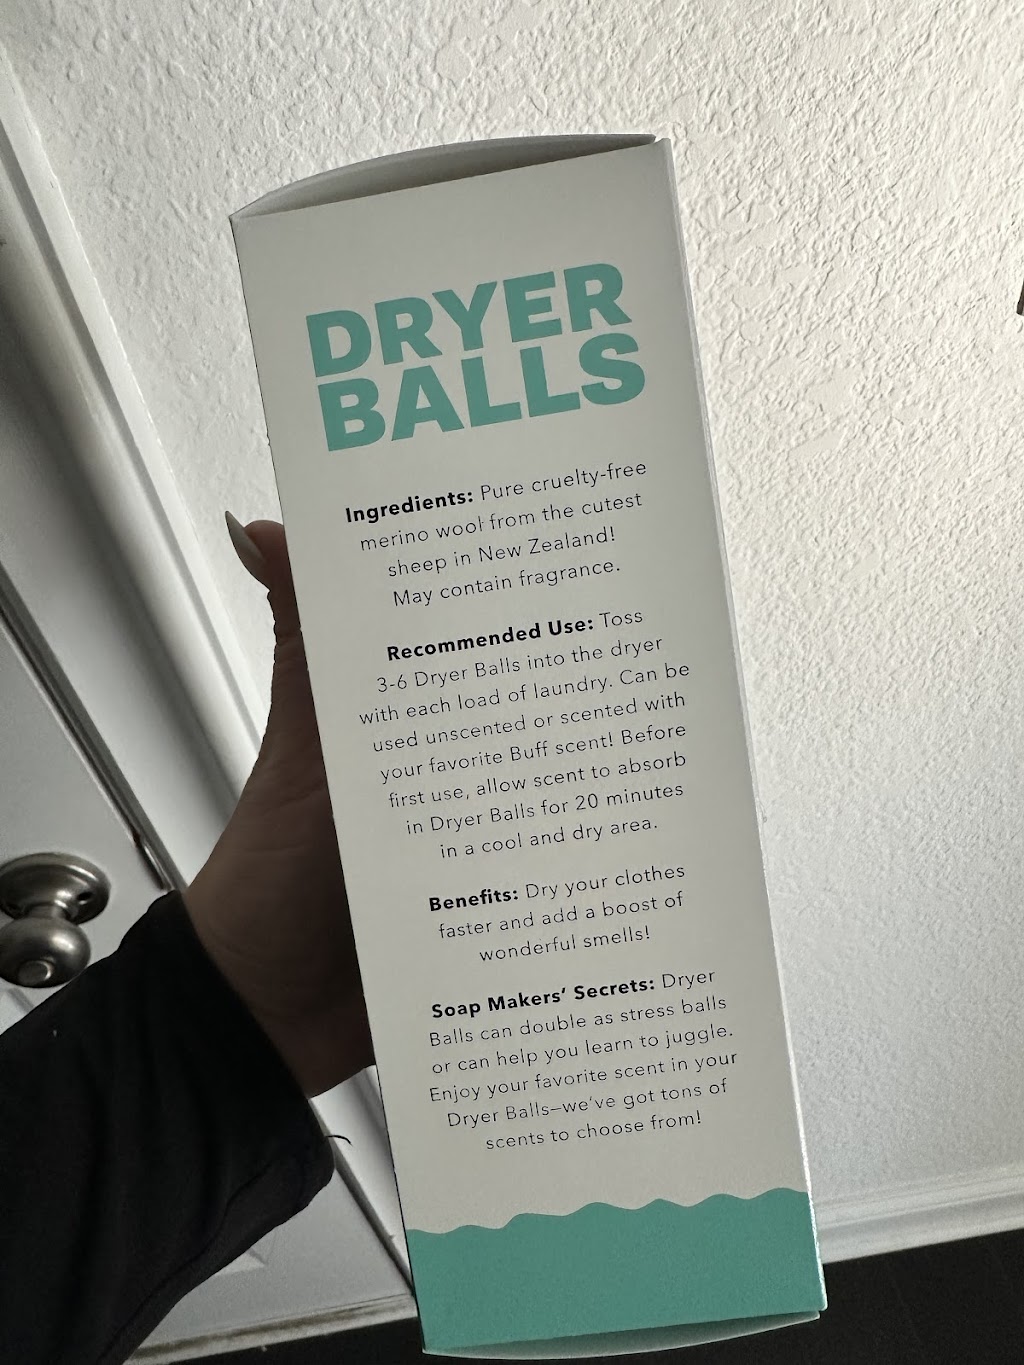 DRYER
BALLS
Ingredients: Pure cruelty-free
merino wool from the cutest
sheep in New Zealand!
May contain fragrance.
Recommended Use: Toss
3-6 Dryer Balls into the dryer
with each load of laundry. Can be
used unscented or scented with
your favorite Buff scent! Before
first use, allow scent to absorb
in Dryer Balls for 20 minutes
in a cool and dry area.
Benefits: Dry your clothes
faster and add a boost of
wonderful smells!
Soap Makers’ Secrets: Dryer
Balls can double as stress balls
or can help you learn to juggle.
Enjoy your favorite scent in your
Dryer Balls—we’ve got tons of
scents to choose from!